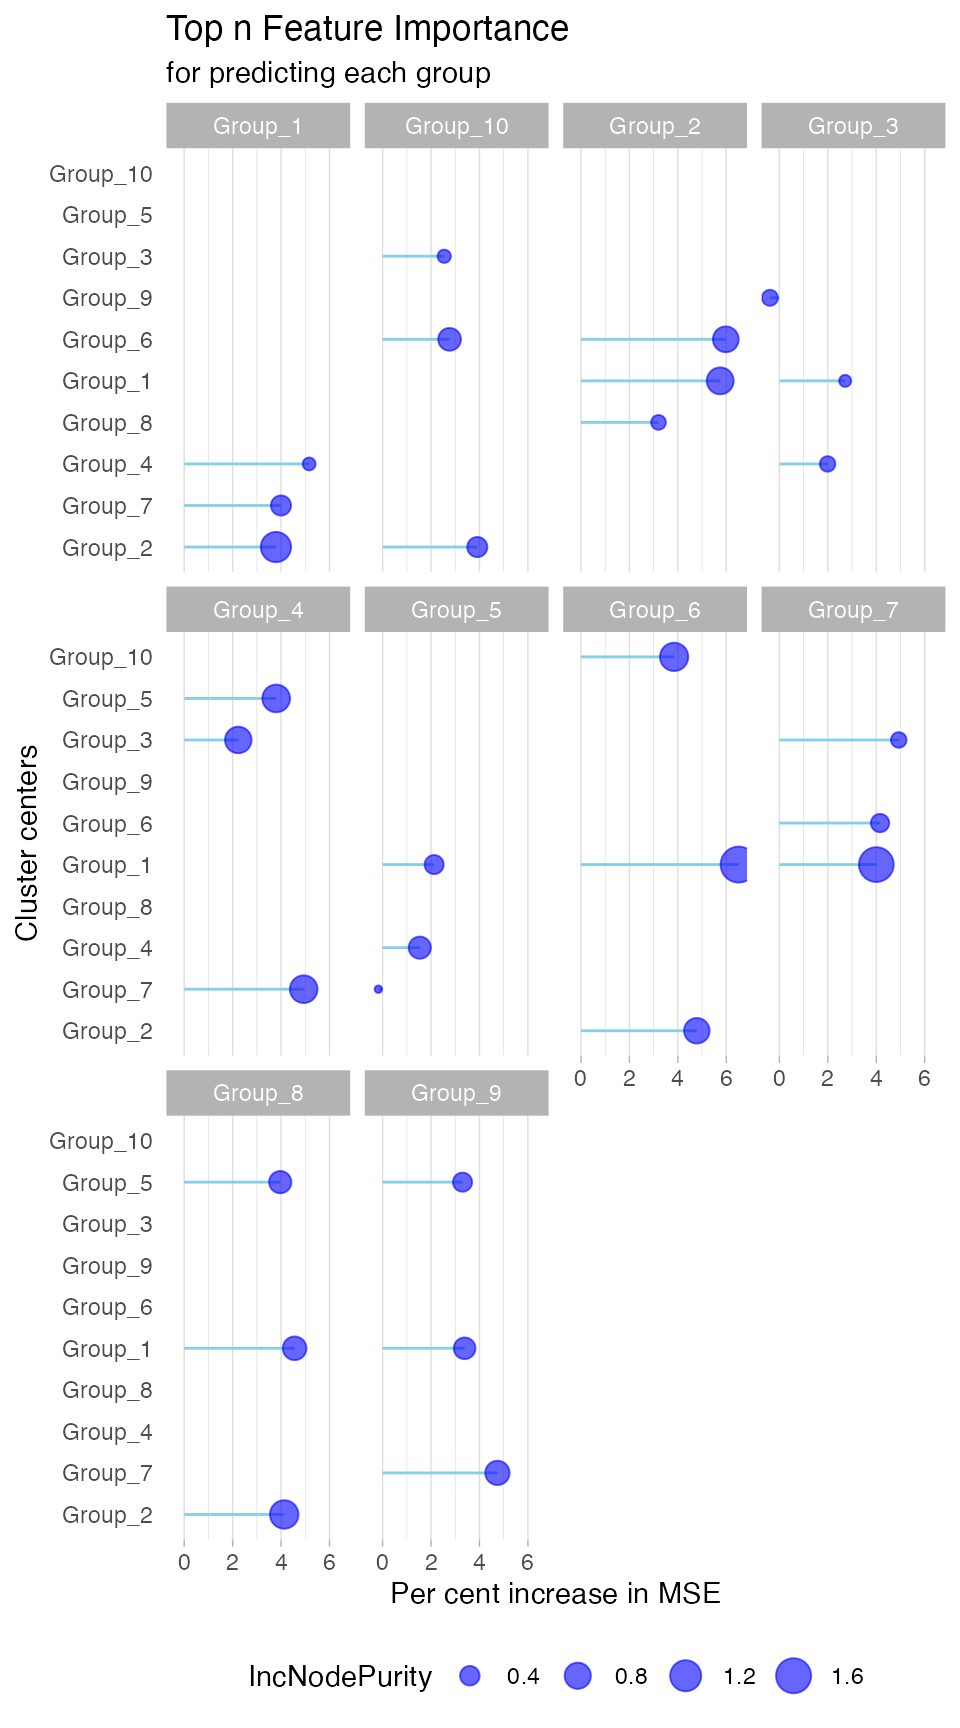 Top n Feature Importance
for predicting each group
Group_1 Group_10 Group_2 Group_3
Group_10
Group_5
Group_3
Group_9
Group_6
Group_1
Group_8
Group_4
Group_7
Group_2
Group_4 Group_5 Group_6 Group_7
Group_10
Group_5
Group_3
Group_9
Group_6
Group_1
Group_8
Group_4
Group_7
Group_2
0 2 4 6 0 2 4 6
Cluster centers
Group_8 Group_9
Group_10
Group_5
Group_3
Group_9
Group_6
Group_1
Group_8
Group_4
Group_7
Group_2
0 2 4 6 0 2 4 6
Per cent increase in MSE
IncNodePurity 0.4 0.8 1.2 1.6